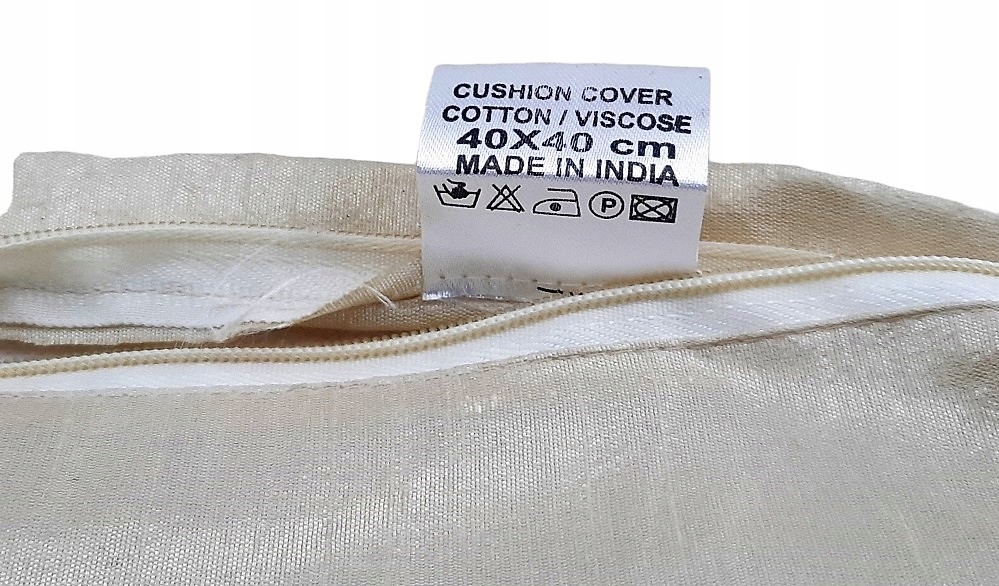 CUSHION COVER
COTTON / VISCOSE
40X40 cm
MADE IN INDIA
P